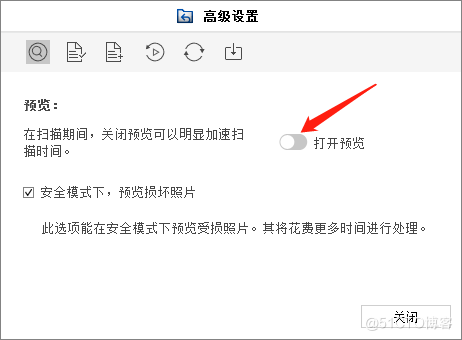 高级设置
预览：
在扫描期间，关闭预览可以明显加速扫
描时间。
打开预览
安全模式下，预览损坏照片
此选项能在安全模式下预览受损照片。其将花费更多时间进行处理。
关闭
@51CTO博客